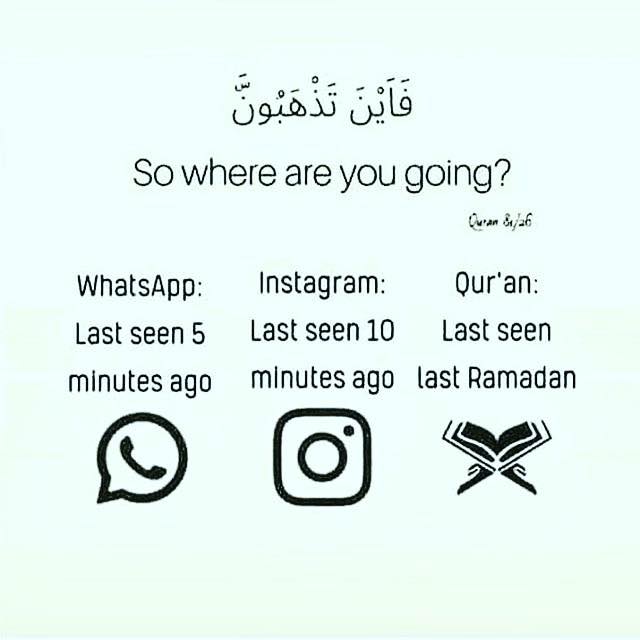 فَاَيْنَ تَذْهَبُونَّ
So where are you going?
Quran 81/26
WhatsApp:
Last seen 5
minutes ago
Instagram:
Last seen 10
minutes ago
Qur'an:
Last seen
last Ramadan